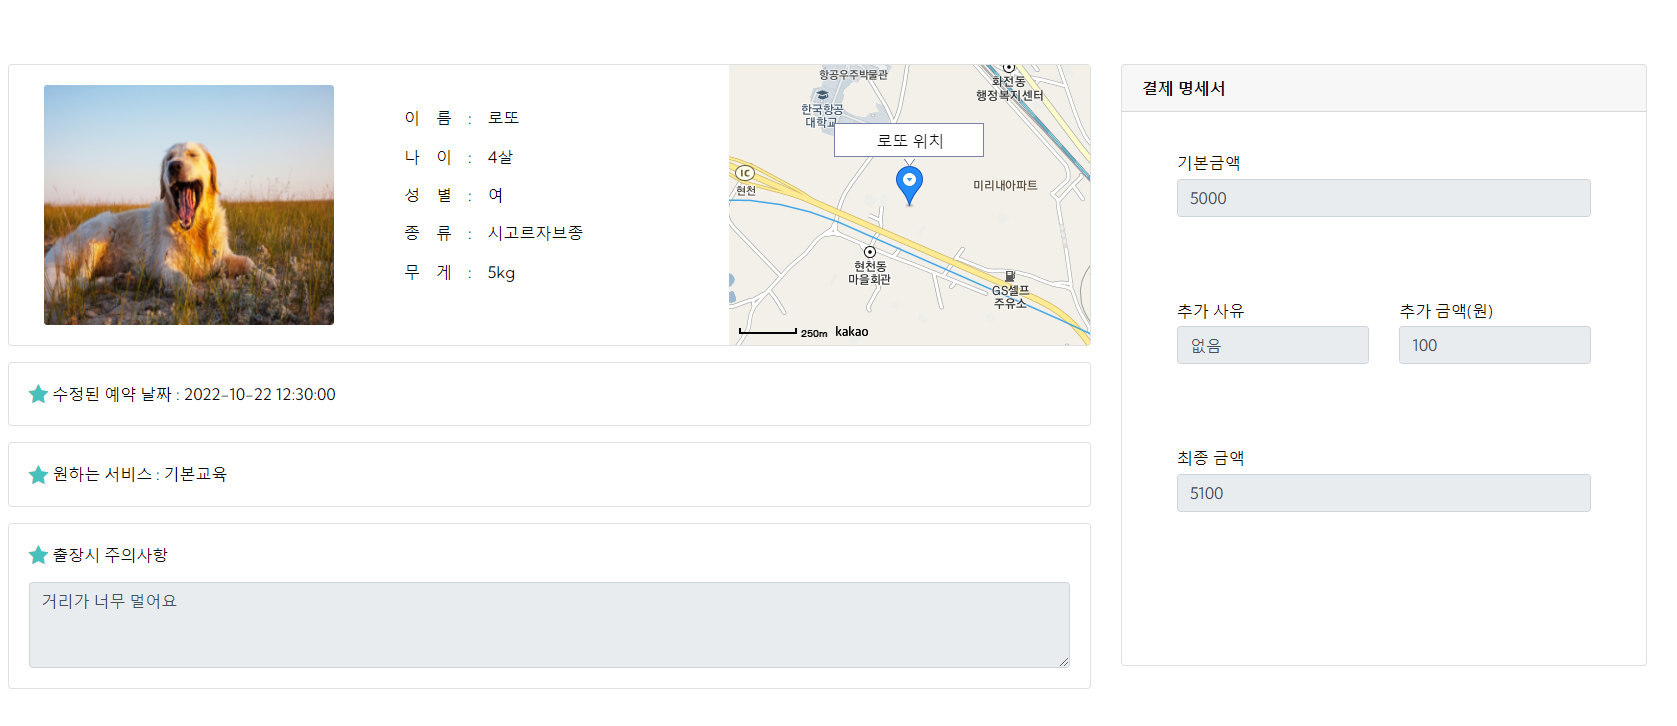 이 름 : 로또
나 이 : 4살
성 별 : 여
종 류 : 시고르자브종
무 게 : 5kg
항공우주박물관
화전동
행정복지센터
한국항공
대학교
로또 위치
IC
현천
미리내아파트
현천동
마을회관
GS셀프
주유소
250m kakao
수정된 예약 날짜 : 2022-10-22 12:30:00
원하는 서비스 : 기본교육
출장시 주의사항
거리가 너무 멀어요
결제 명세서
기본금액
5000
추가 사유 추가 금액(원)
없음 100
최종 금액
5100